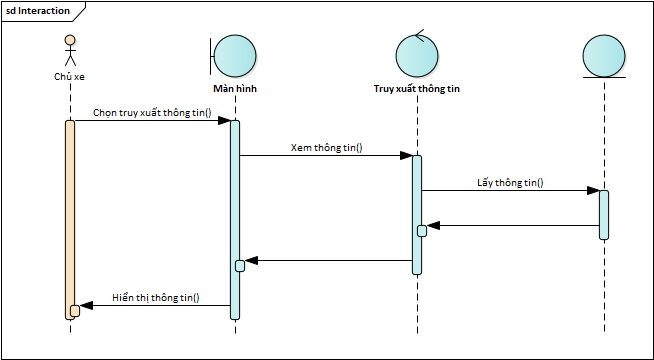 sd Interaction
Chủ xe
Màn hình
Truy xuất thông tin
Chọn truy xuất thông tin()
Xem thông tin()
Lấy thông tin()
Hiển thị thông tin()